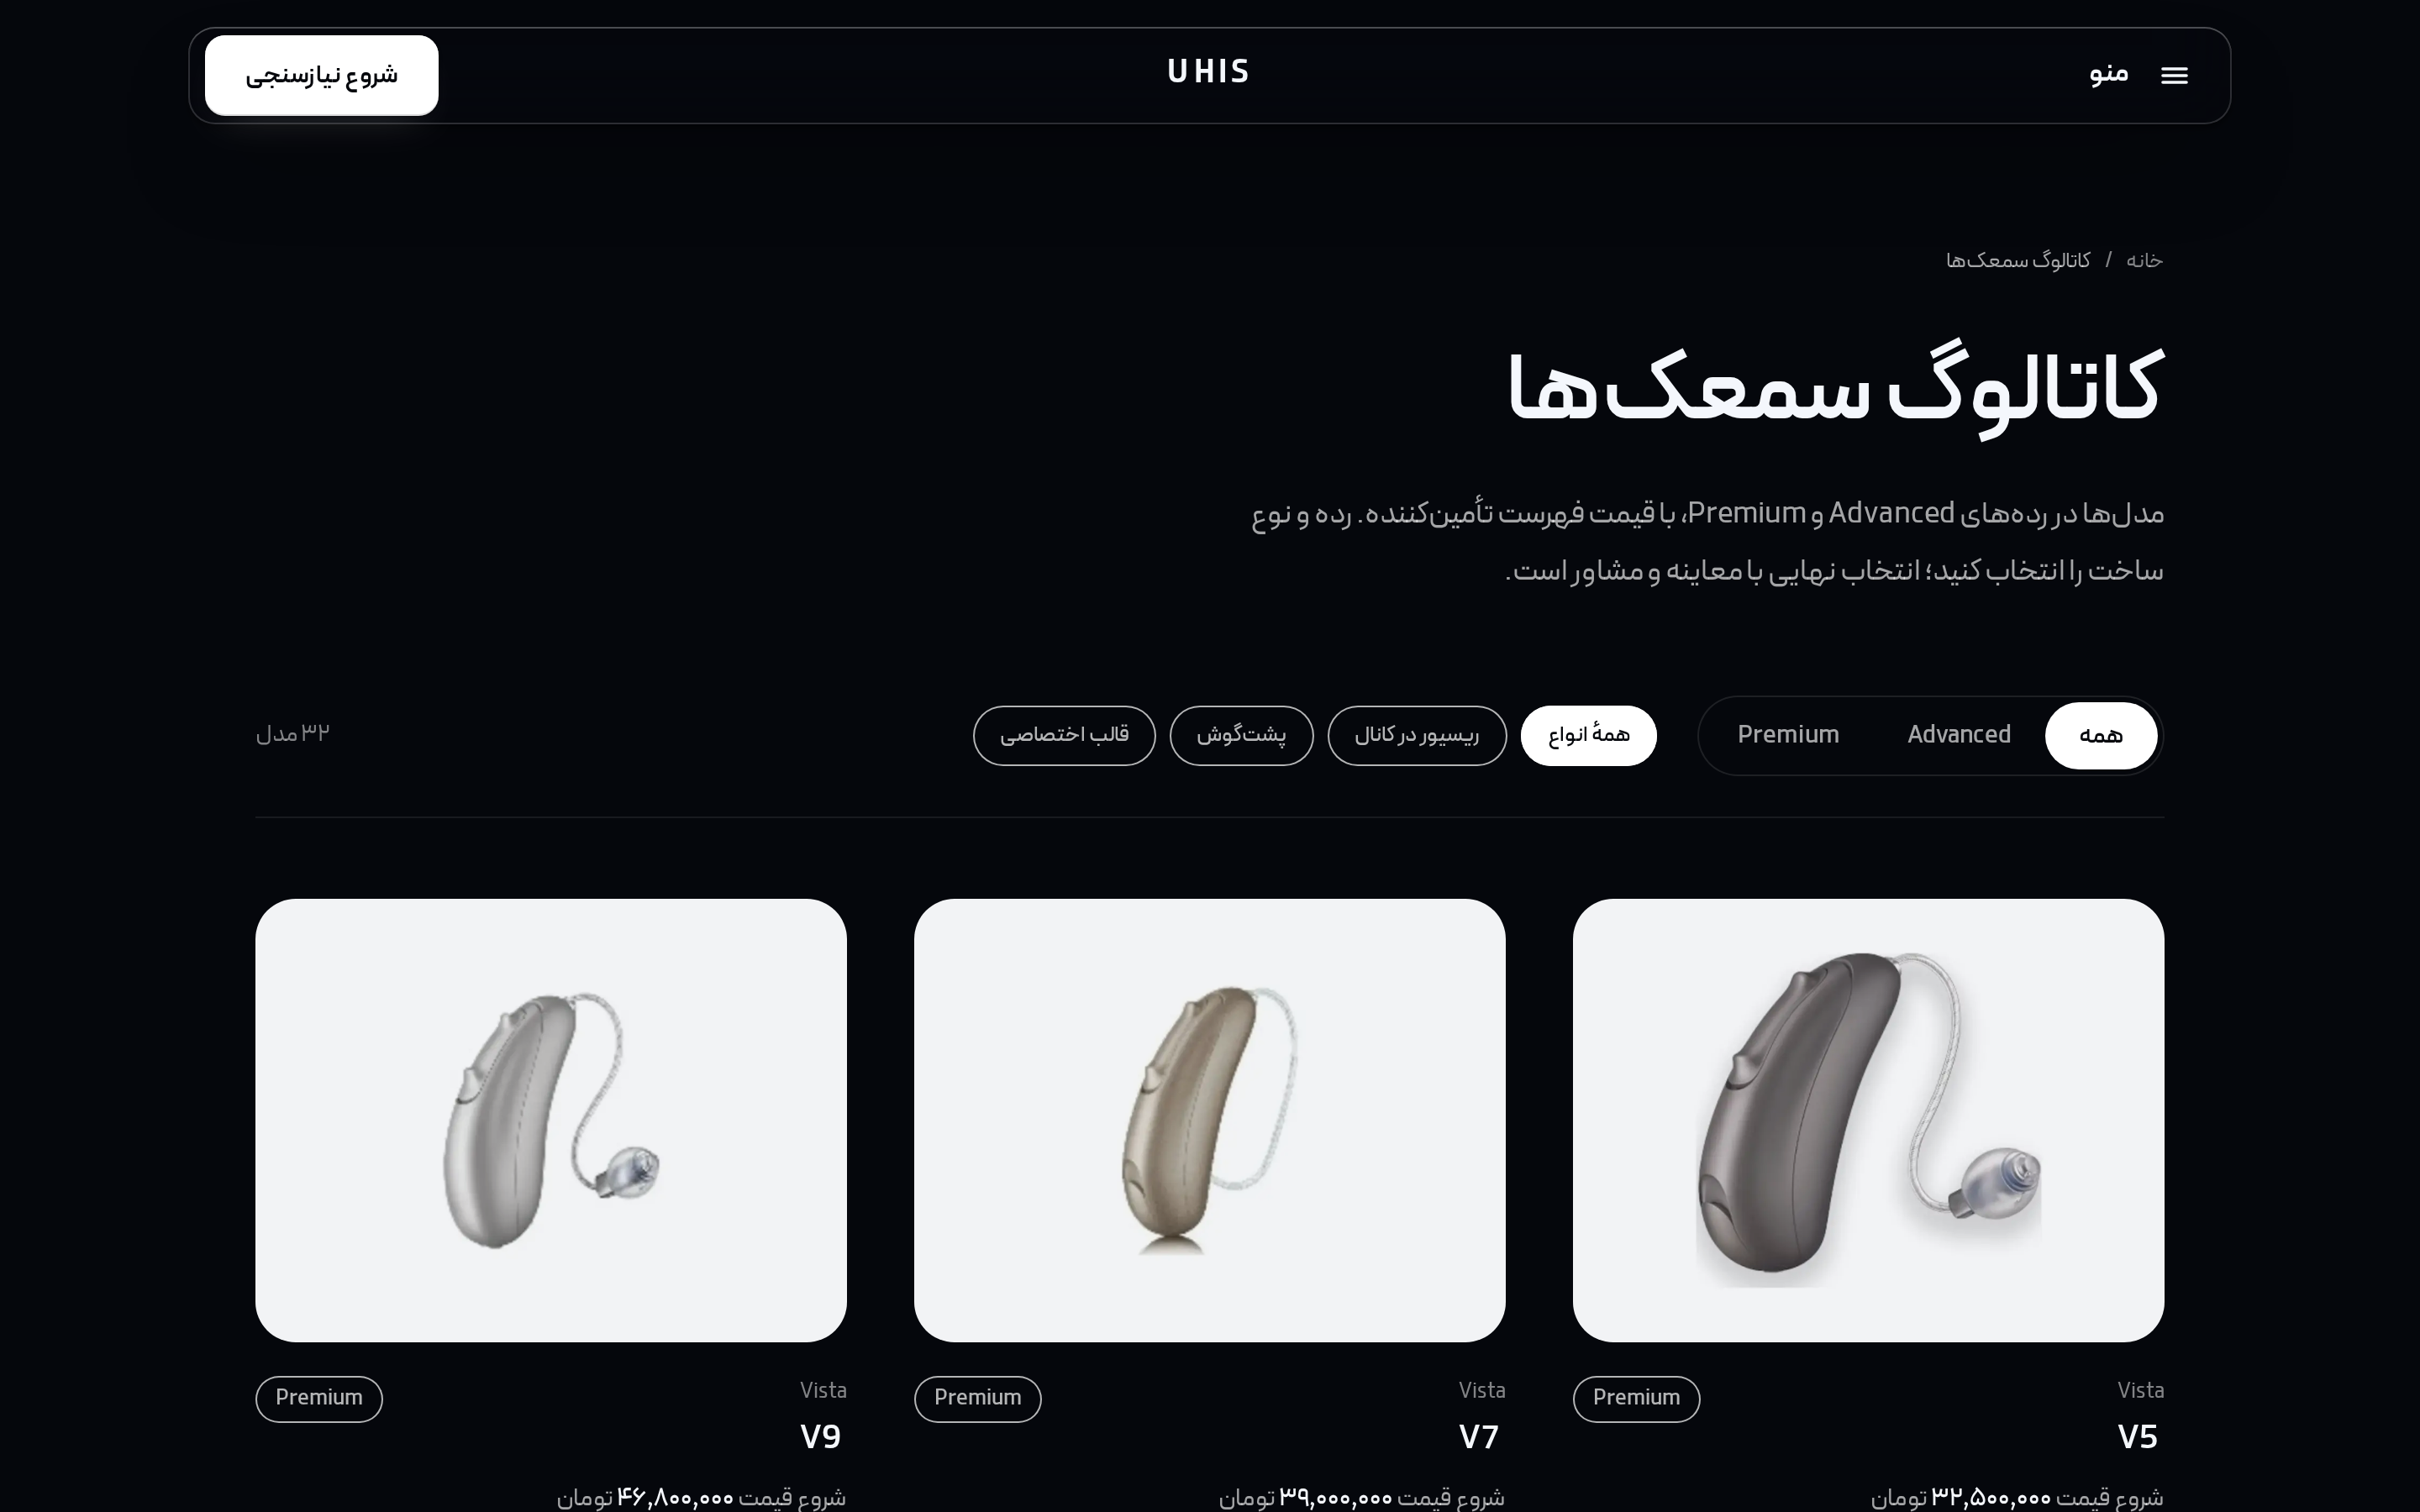 منو
UHIS
شروع نیازسنجی
خانه / کاتالوگ سمعک‌ها
کاتالوگ سمعک‌ها
مدل‌ها در رده‌های Advanced و Premium، با قیمت فهرست تأمین‌کننده. رده و نوع
ساخت را انتخاب کنید؛ انتخاب نهایی با معاینه و مشاور است.
همه Advanced Premium
همهٔ انواع ریسیور در کانال پشت‌گوش قالب اختصاصی
۳۲ مدل
Vista Premium
V5
شروع قیمت ۳۲,۵۰۰,۰۰۰ تومان
Vista Premium
V7
شروع قیمت ۳۹,۰۰۰,۰۰۰ تومان
Vista Premium
V9
شروع قیمت ۴۶,۸۰۰,۰۰۰ تومان